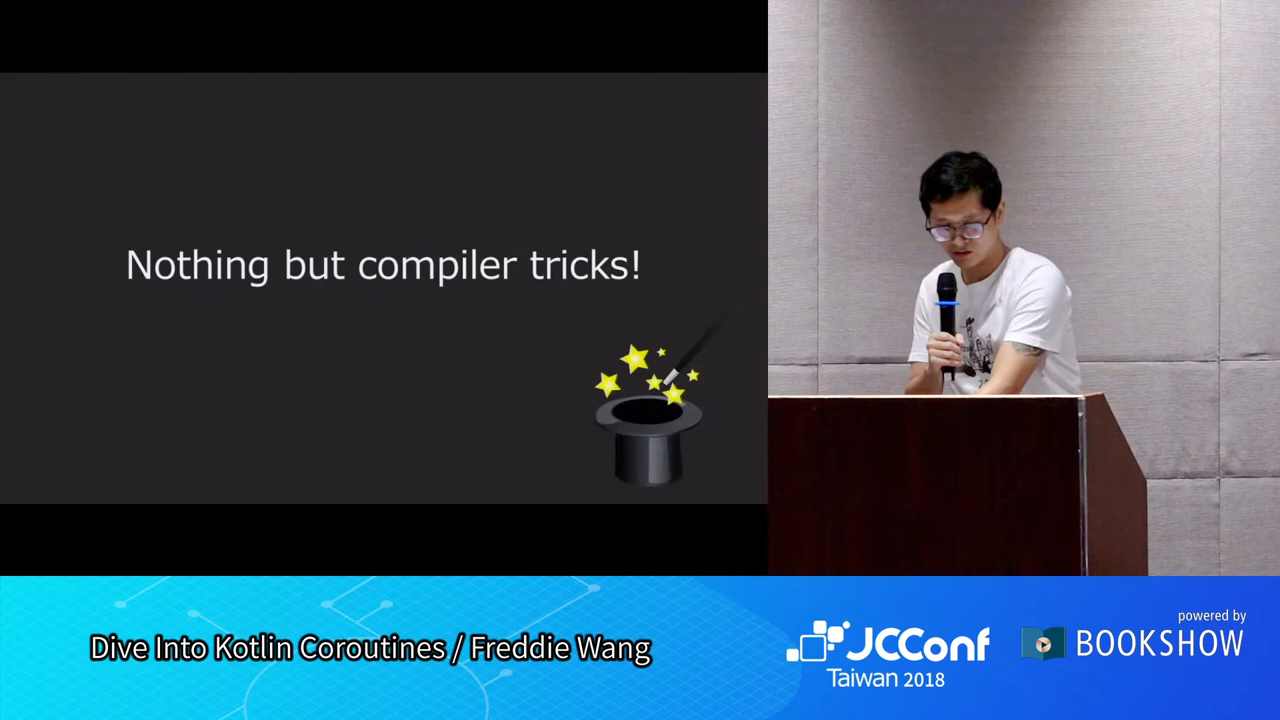 Nothing but compiler tricks!
Dive Into Kotlin Coroutines / Freddie Wang
JCConf
Taiwan 2018
powered by
BOOKSHOW